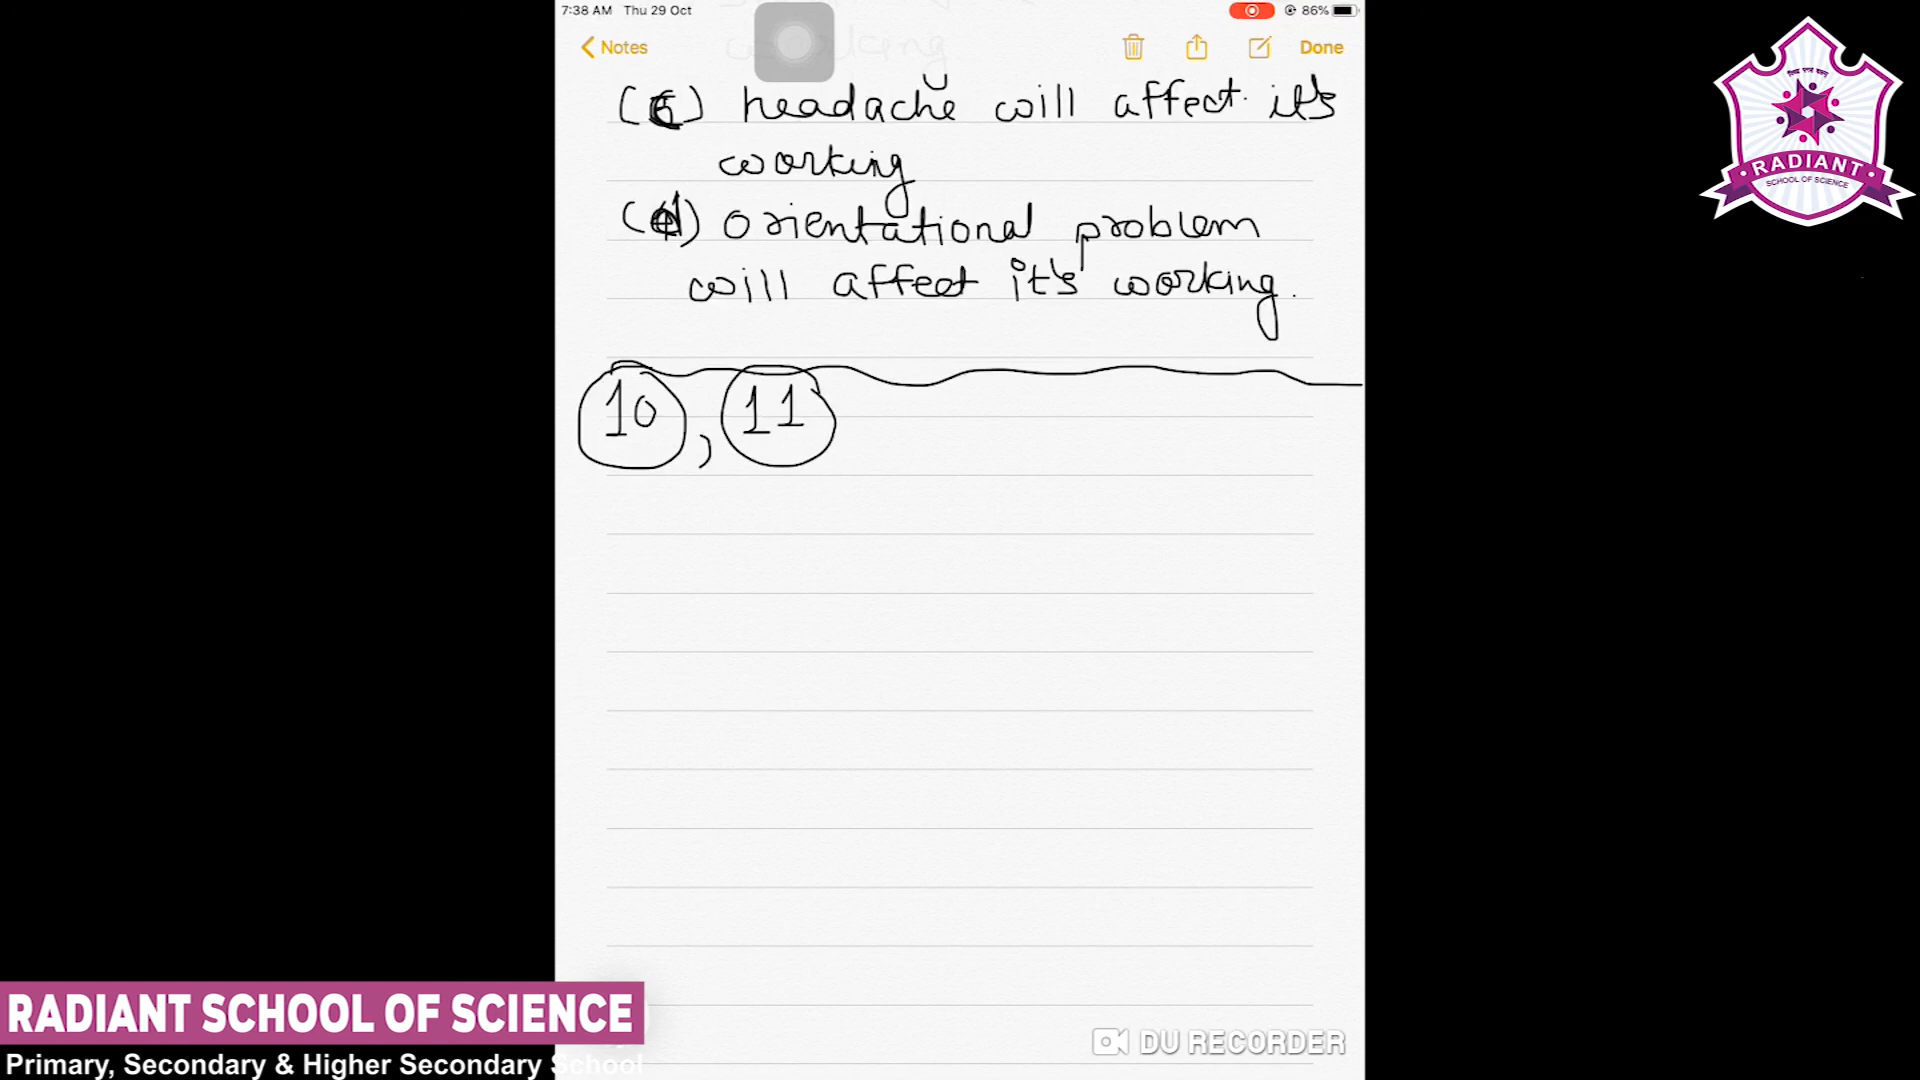 7:38 AM Thu 29 Oct 86%
Notes Done
working
(c) headache will affect it's
working
(d) orientational problem
will affect it's working.
10, 11
RADIANT
SCHOOL OF SCIENCE
RADIANT SCHOOL OF SCIENCE
Primary, Secondary & Higher Secondary School
DU RECORDER